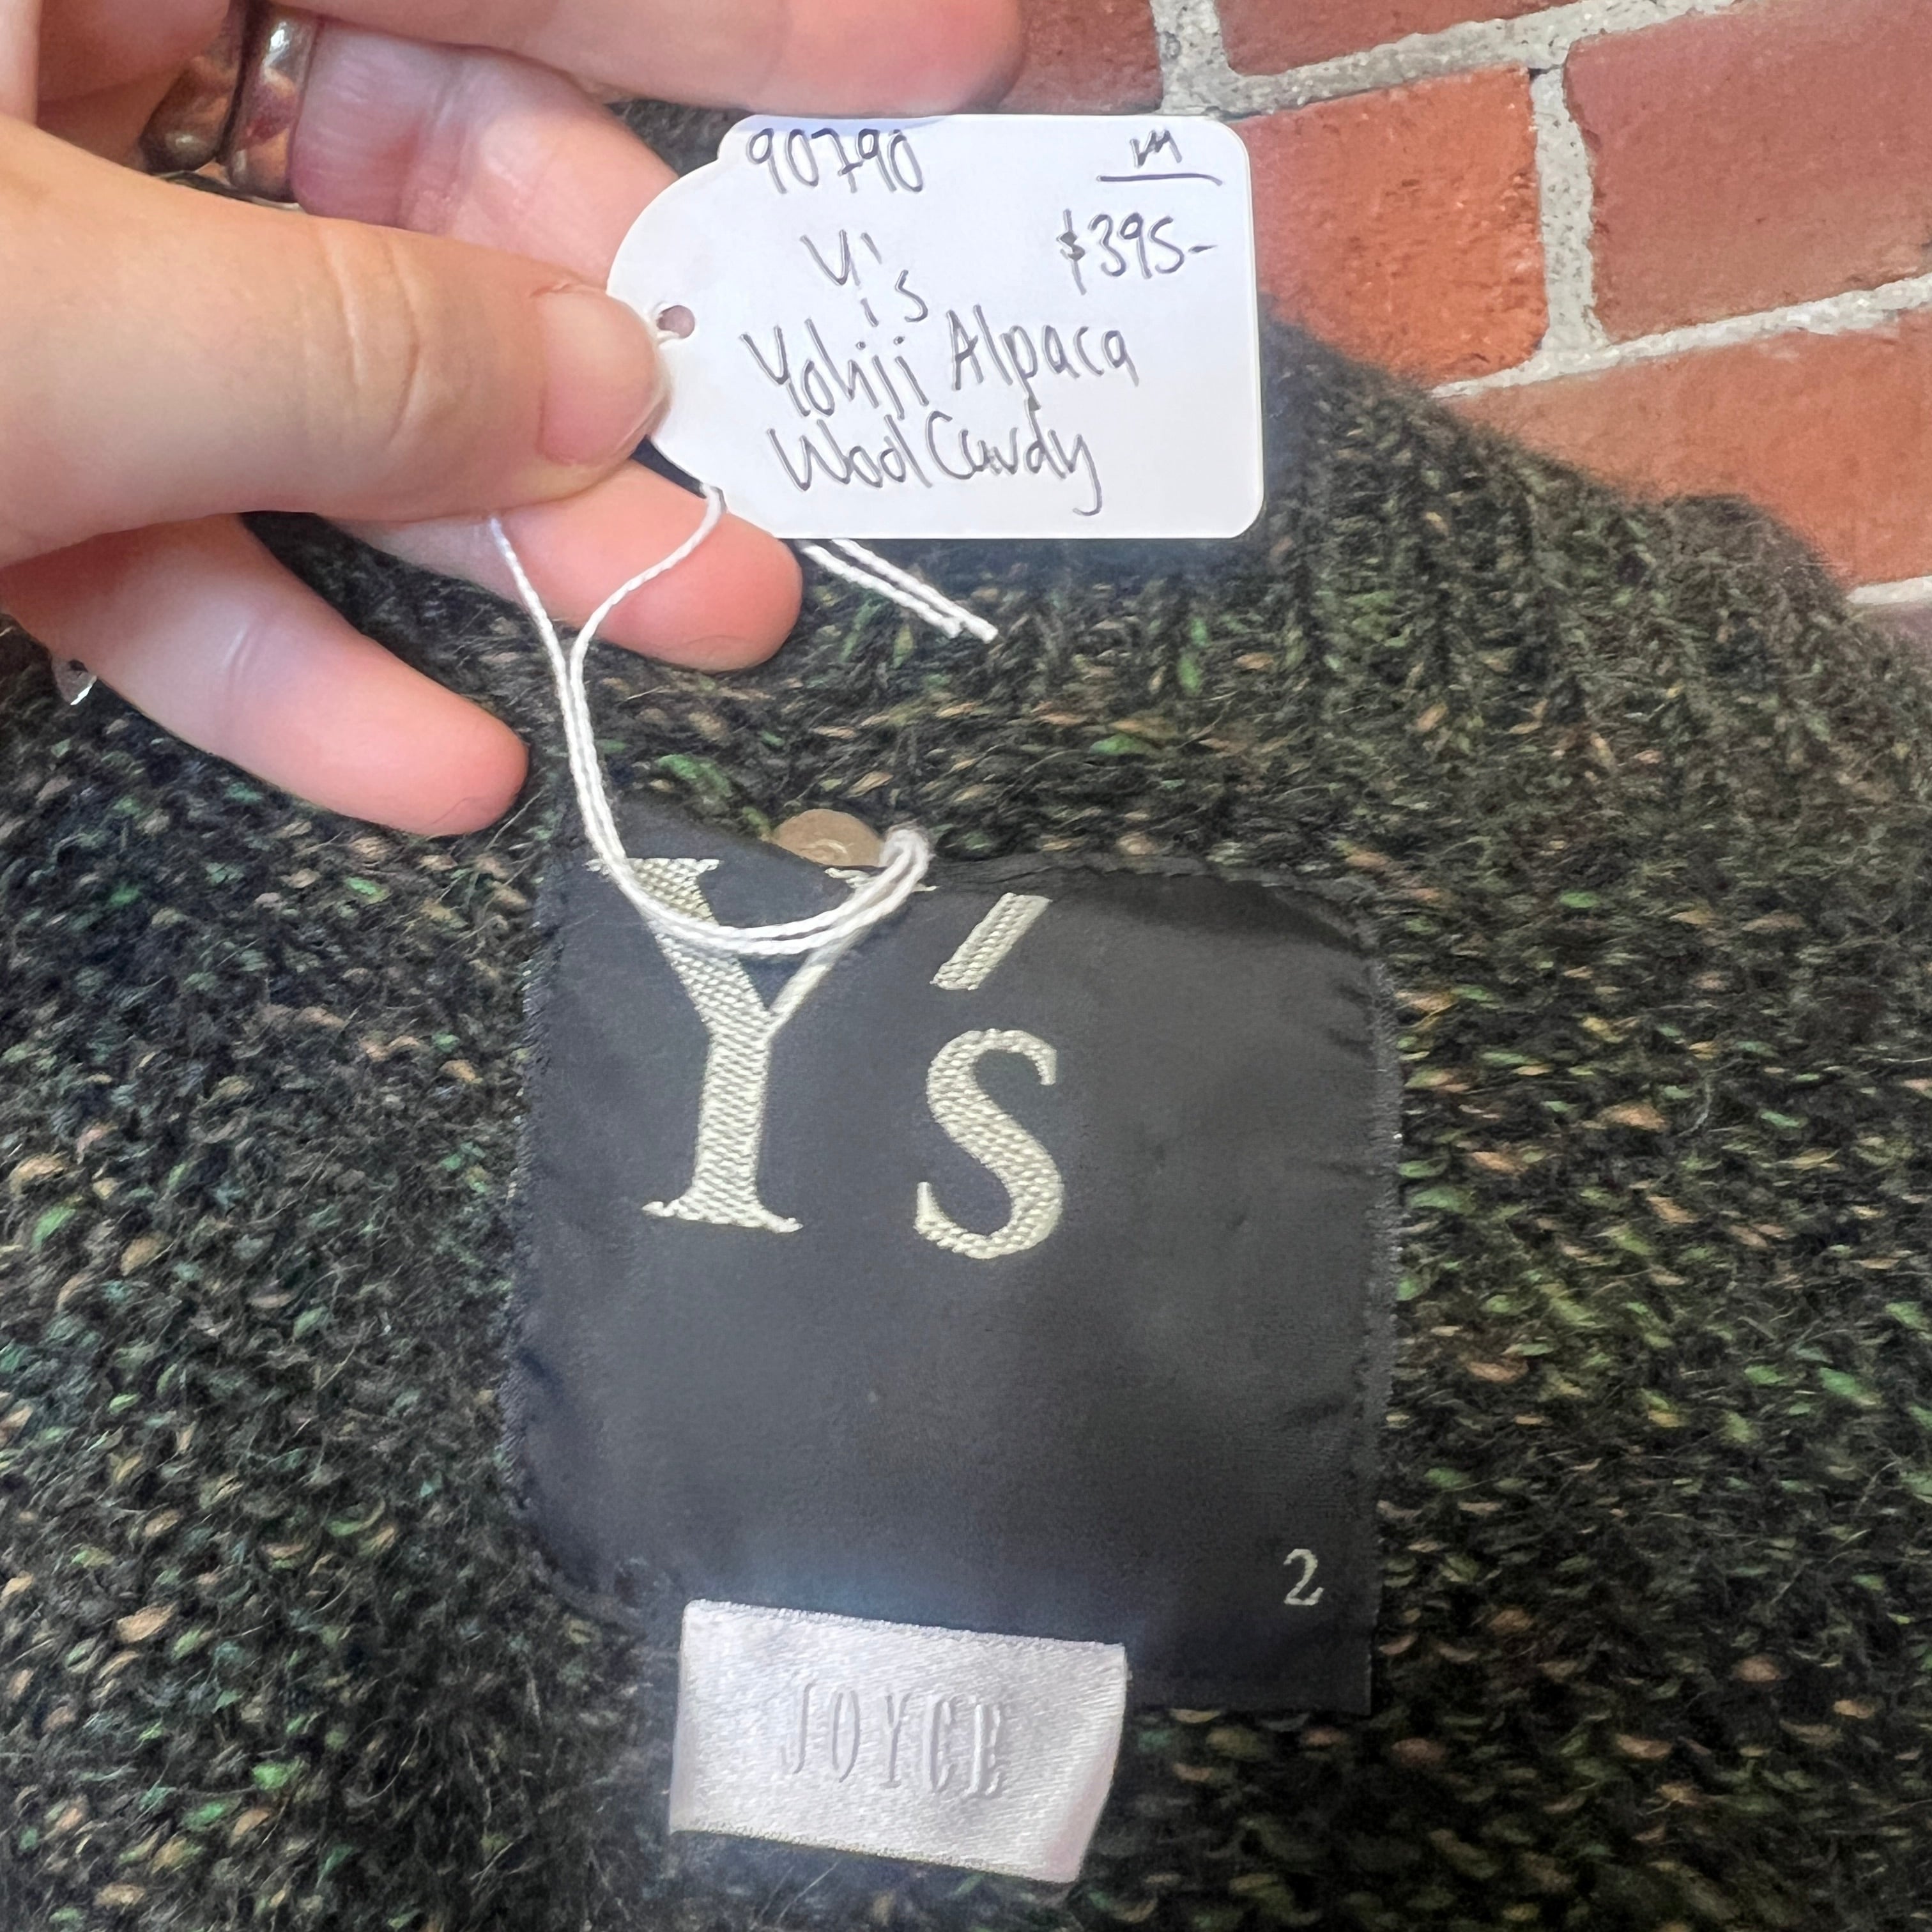 90790 M
$395-
Y's
Yohji Alpaca
Wool Cardy
Y's
2
JOYCE